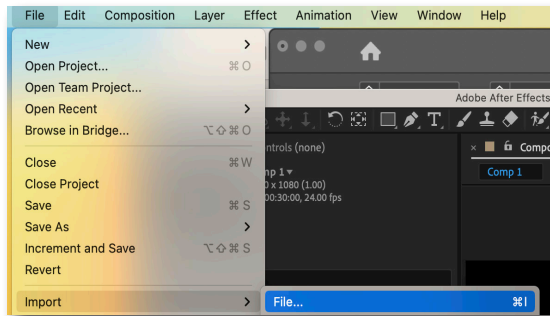 File Edit Composition Layer Effect Animation View Window Help
New >
Open Project... ⌘ O
Open Team Project...
Open Recent >
Browse in Bridge... ⌥⇧⌘ O
Close ⌘ W
Close Project
Save ⌘ S
Save As >
Increment and Save ⌥⇧⌘ S
Revert
Import >
File... ⌘I
Adobe After Effects
ntrols (none)
mp 1
0 x 1080 (1.00)
00:30:00, 24.00 fps
× Compo
Comp 1